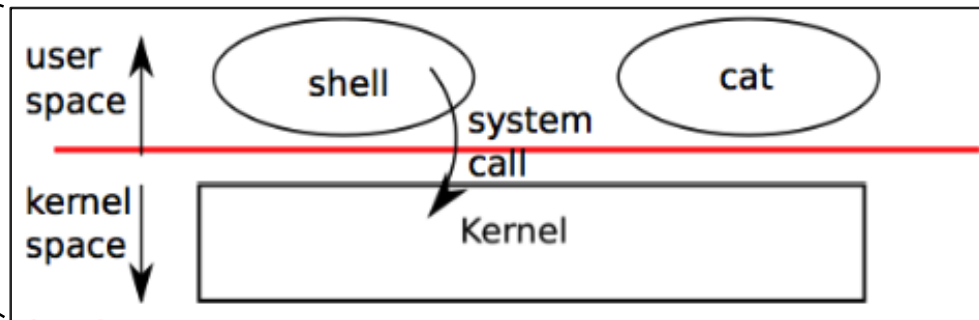 user
space
shell
cat
system
call
kernel
space
Kernel